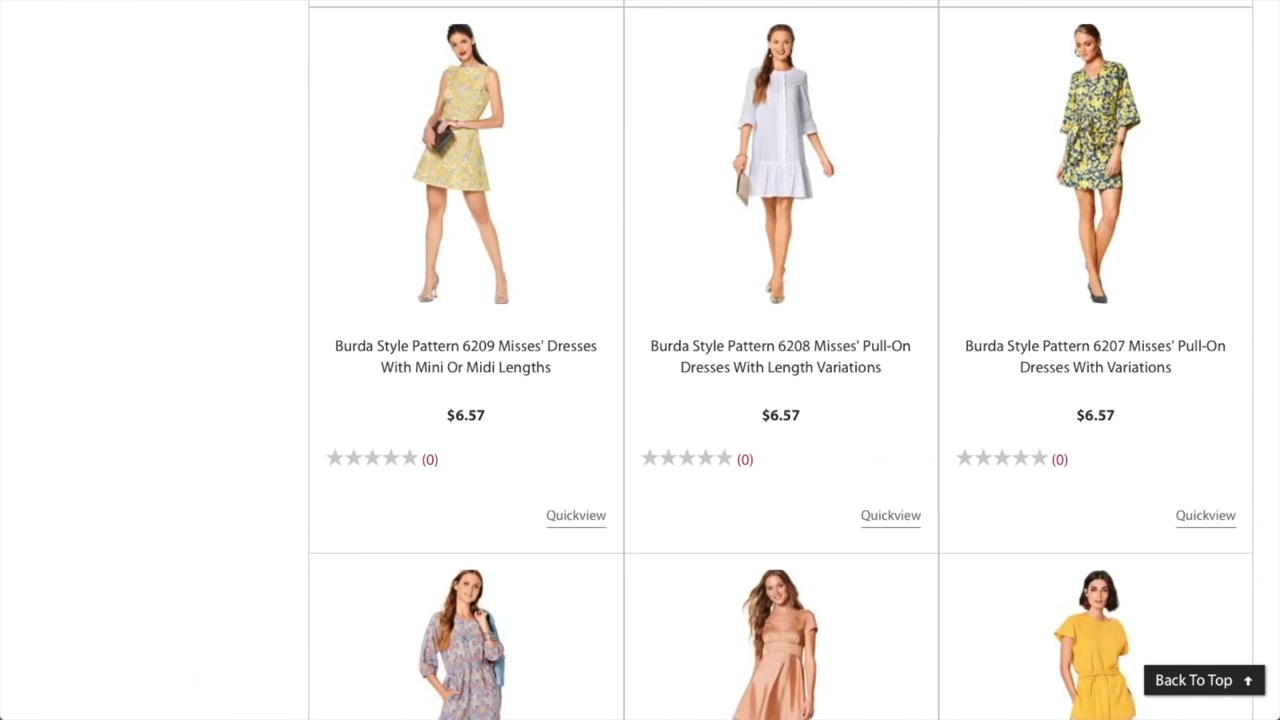 Burda Style Pattern 6209 Misses' Dresses
With Mini Or Midi Lengths
$6.57
(0)
Quickview
Burda Style Pattern 6208 Misses' Pull-On
Dresses With Length Variations
$6.57
(0)
Quickview
Burda Style Pattern 6207 Misses' Pull-On
Dresses With Variations
$6.57
(0)
Quickview
Back To Top